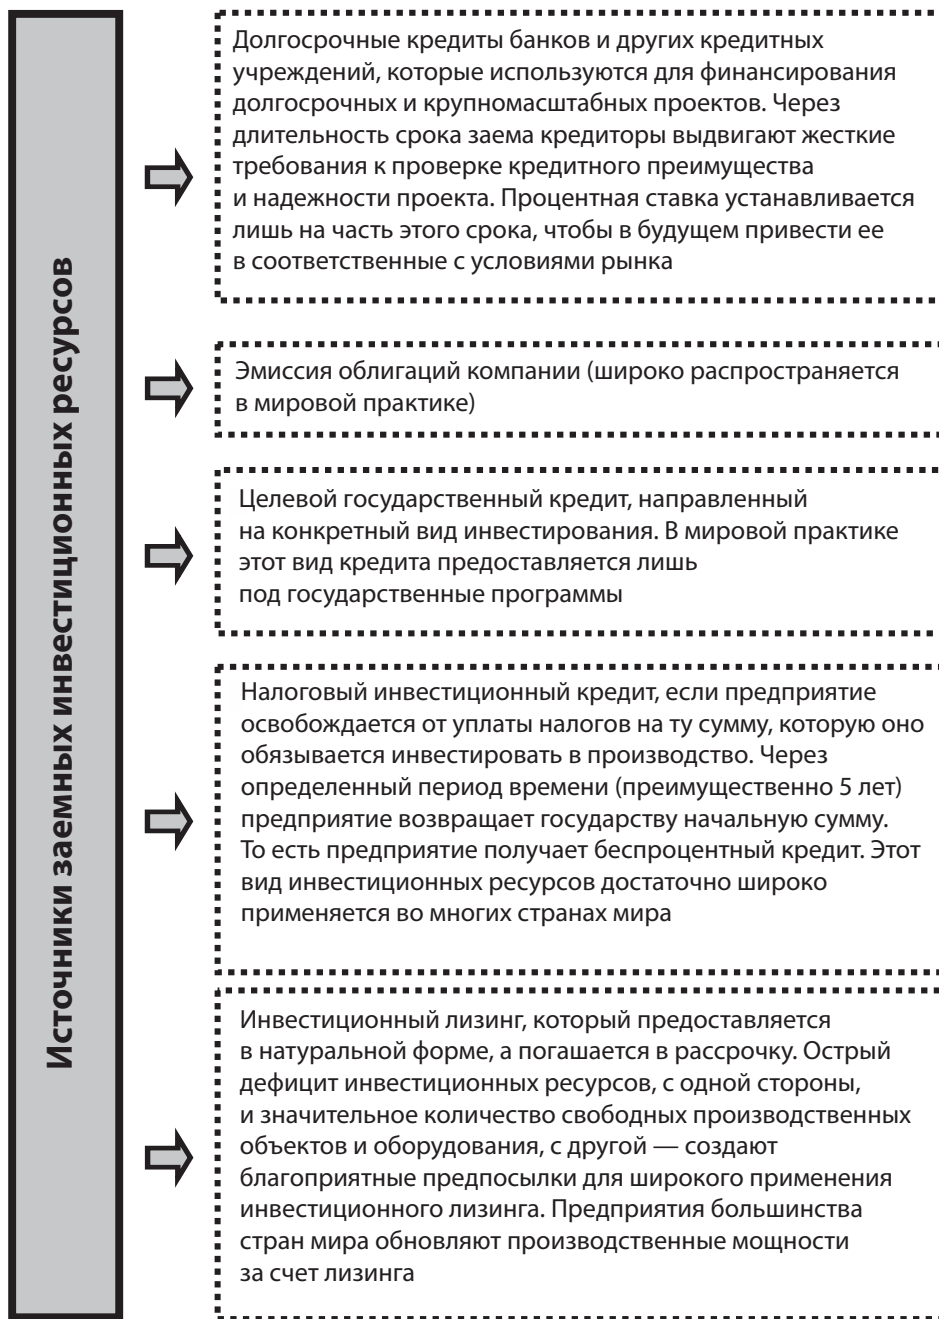 Источники заемных инвестиционных ресурсов
Долгосрочные кредиты банков и других кредитных
учреждений, которые используются для финансирования
долгосрочных и крупномасштабных проектов. Через
длительность срока заема кредиторы выдвигают жесткие
требования к проверке кредитного преимущества
и надежности проекта. Процентная ставка устанавливается
лишь на часть этого срока, чтобы в будущем привести ее
в соответственные с условиями рынка
Эмиссия облигаций компании (широко распространяется
в мировой практике)
Целевой государственный кредит, направленный
на конкретный вид инвестирования. В мировой практике
этот вид кредита предоставляется лишь
под государственные программы
Налоговый инвестиционный кредит, если предприятие
освобождается от уплаты налогов на ту сумму, которую оно
обязывается инвестировать в производство. Через
определенный период времени (преимущественно 5 лет)
предприятие возвращает государству начальную сумму.
То есть предприятие получает беспроцентный кредит. Этот
вид инвестиционных ресурсов достаточно широко
применяется во многих странах мира
Инвестиционный лизинг, который предоставляется
в натуральной форме, а погашается в рассрочку. Острый
дефицит инвестиционных ресурсов, с одной стороны,
и значительное количество свободных производственных
объектов и оборудования, с другой — создают
благоприятные предпосылки для широкого применения
инвестиционного лизинга. Предприятия большинства
стран мира обновляют производственные мощности
за счет лизинга